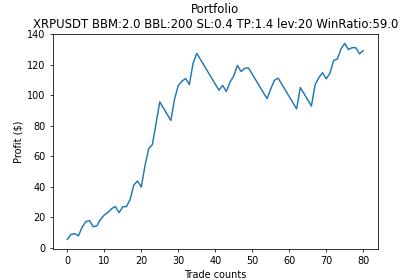 Portfolio
XRPUSDT BBM:2.0 BBL:200 SL:0.4 TP:1.4 lev:20 WinRatio:59.0
140
120
100
80
60
40
20
0
Profit ($)
0 10 20 30 40 50 60 70 80
Trade counts